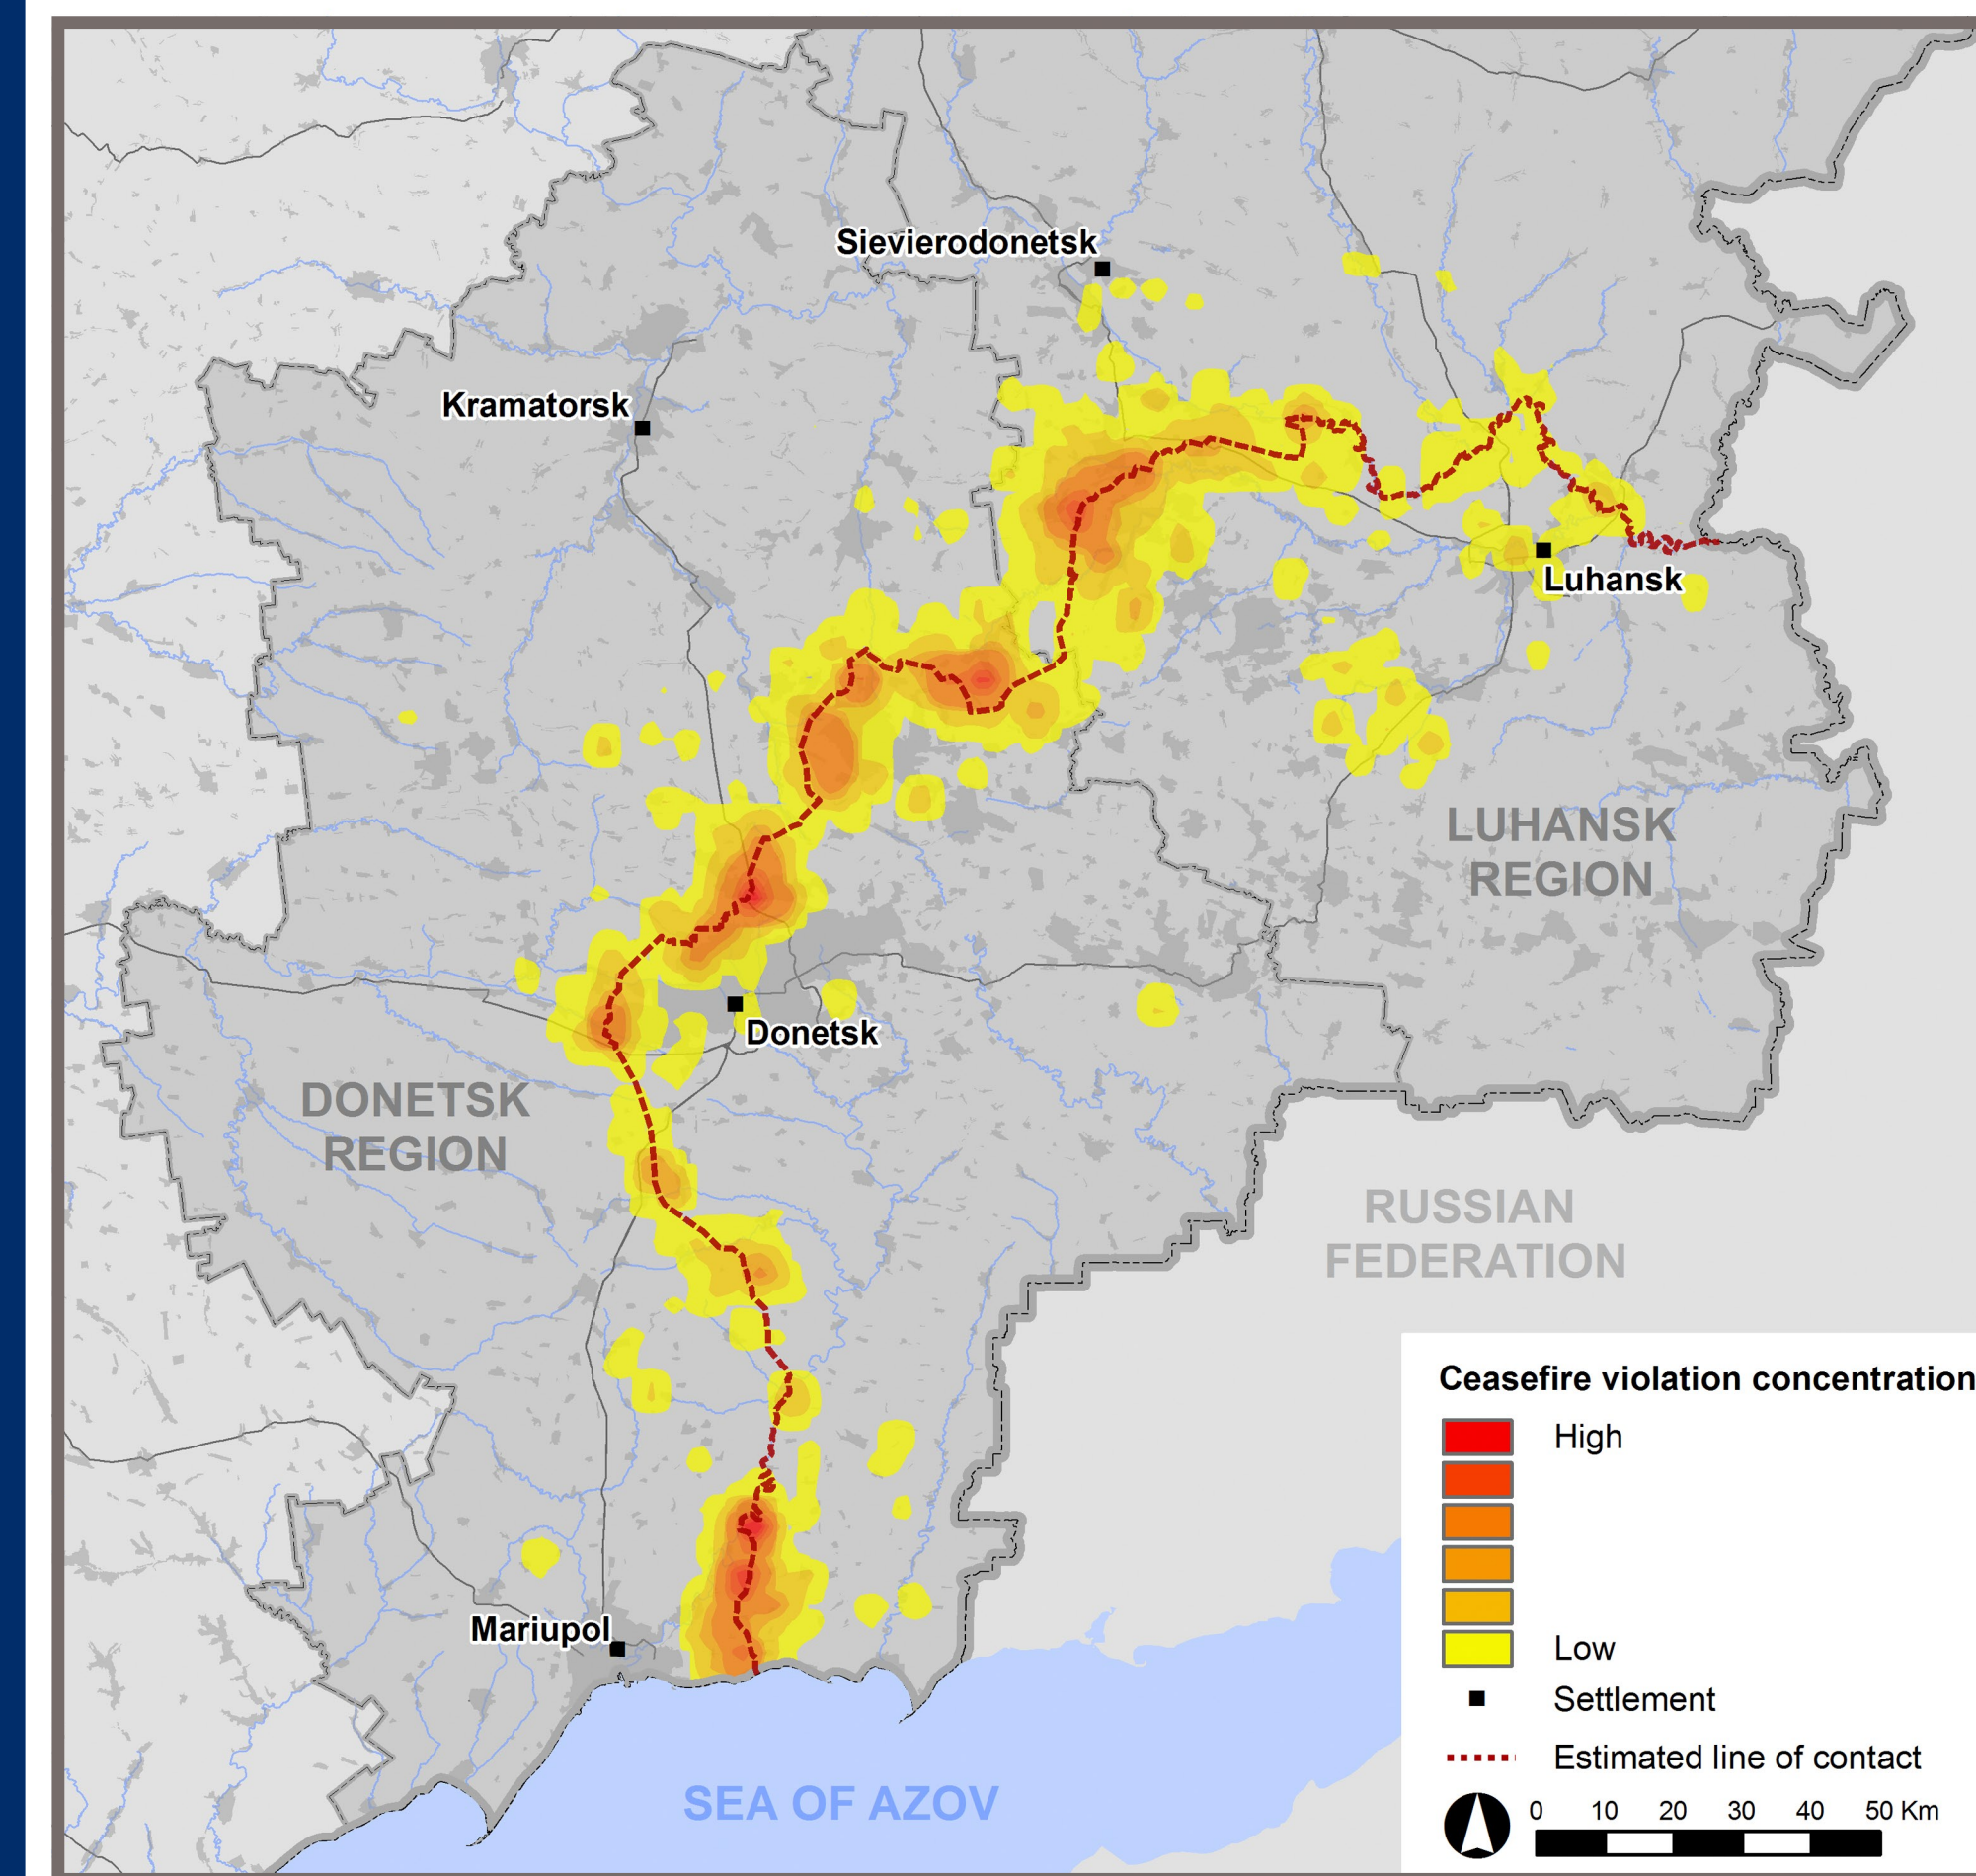 Sievierodonetsk
Kramatorsk
Luhansk
LUHANSK
REGION
Donetsk
DONETSK
REGION
RUSSIAN
FEDERATION
Mariupol
SEA OF AZOV
Ceasefire violation concentration
High
Low
Settlement
Estimated line of contact
0 10 20 30 40 50 Km